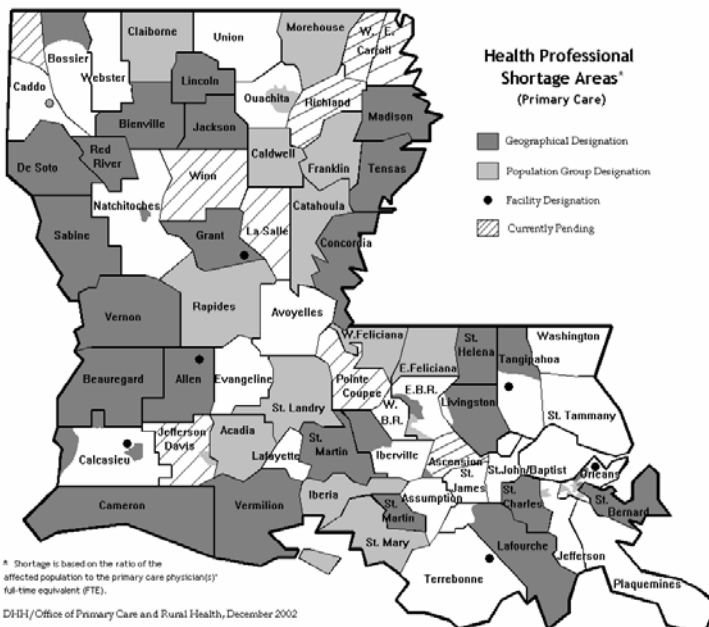 Health Professional
Shortage Areas*
(Primary Care)
Geographical Designation
Population Group Designation
Facility Designation
Currently Pending
Claiborne
Union
Morehouse
W. E.
Carroll
Bossier
Webster
Lincoln
Caddo
Ouachita
Richland
Madison
Bienville
Jackson
Red
River
De Soto
Caldwell
Franklin
Tensas
Winn
Natchitoches
Catahoula
Sabine
Grant
La Salle
Concordia
Rapides
Vernon
Avoyelles
W.Feliciana
St.
Helena
Washington
Tangipahoa
E.Feliciana
Beauregard
Allen
Evangeline
Pointe
Coupee
E.B.R.
Livingston
W.
B.R.
St. Tammany
St. Landry
Jefferson
Davis
Acadia
St.
Martin
Calcasieu
Lafayette
Iberville
Ascension
St.
James
St.John/Baptist
Orleans
Cameron
Vermilion
Iberia
Assumption
St.
Charles
St.
Bernard
St.
Martin
St. Mary
Lafourche
Jefferson
Terrebonne
Plaquemines
* Shortage is based on the ratio of the
affected population to the primary care physician(s)'
full-time equivalent (FTE).
DHH/Office of Primary Care and Rural Health, December 2002